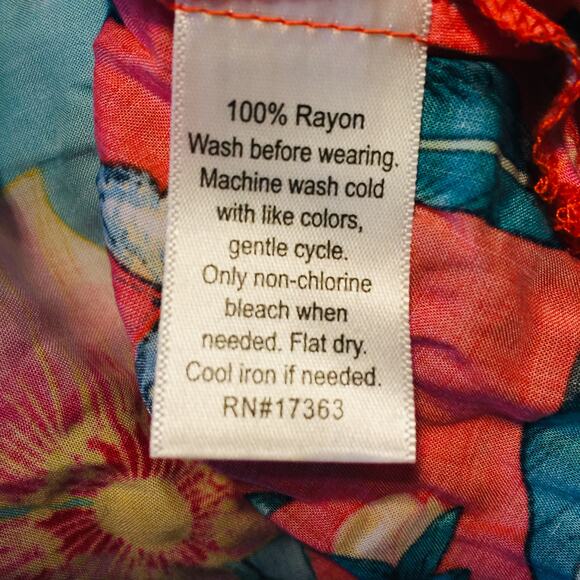 100% Rayon
Wash before wearing.
Machine wash cold
with like colors,
gentle cycle.
Only non-chlorine
bleach when
needed. Flat dry.
Cool iron if needed.
RN#17363